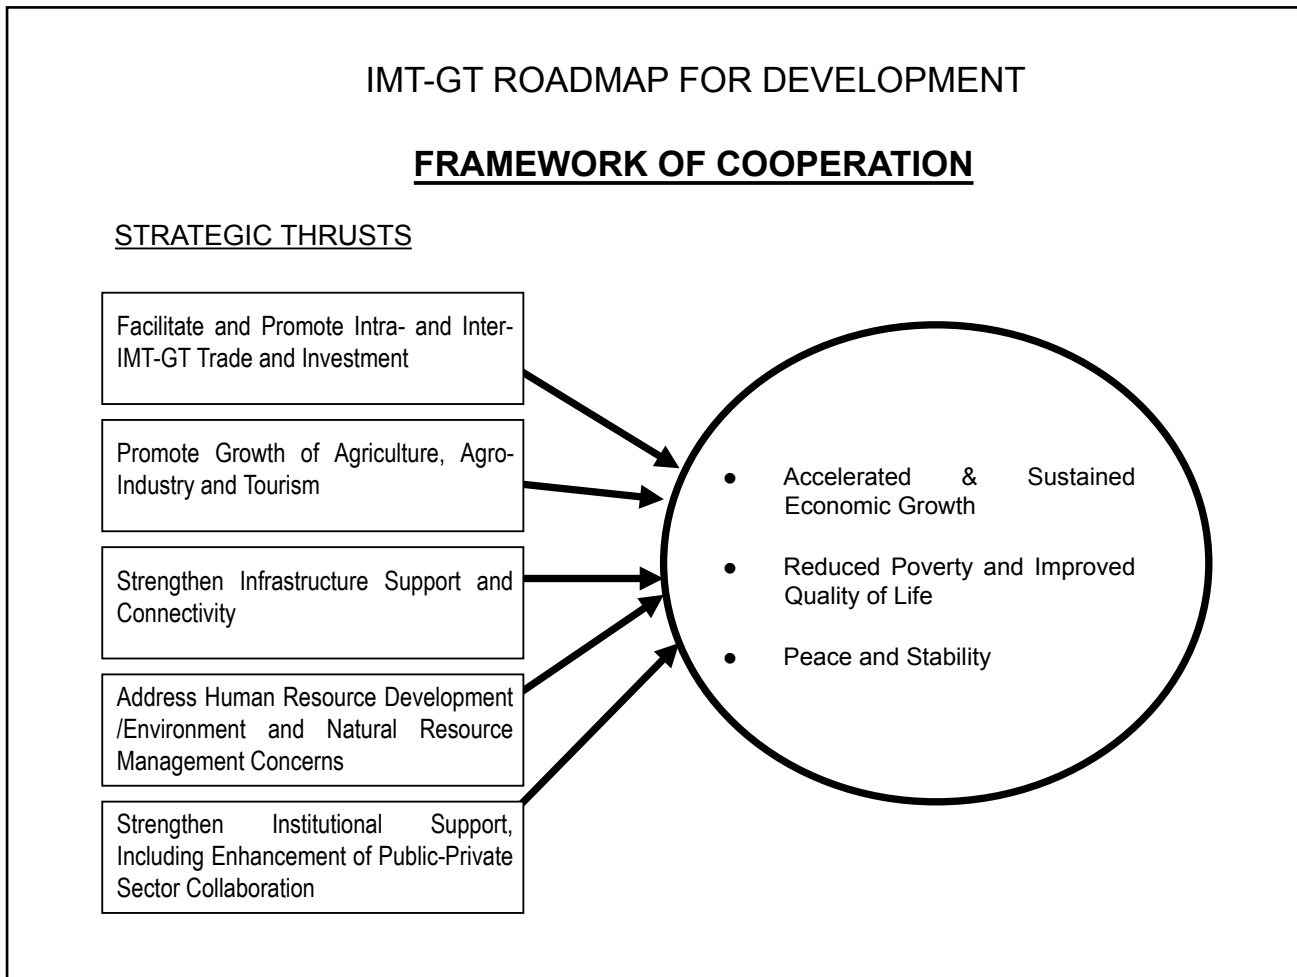 IMT-GT ROADMAP FOR DEVELOPMENT
FRAMEWORK OF COOPERATION
STRATEGIC THRUSTS
Facilitate and Promote Intra- and Inter-
IMT-GT Trade and Investment
Promote Growth of Agriculture, Agro-
Industry and Tourism
Strengthen Infrastructure Support and
Connectivity
Address Human Resource Development
/Environment and Natural Resource
Management Concerns
Strengthen Institutional Support,
Including Enhancement of Public-Private
Sector Collaboration
● Accelerated & Sustained
Economic Growth
● Reduced Poverty and Improved
Quality of Life
● Peace and Stability